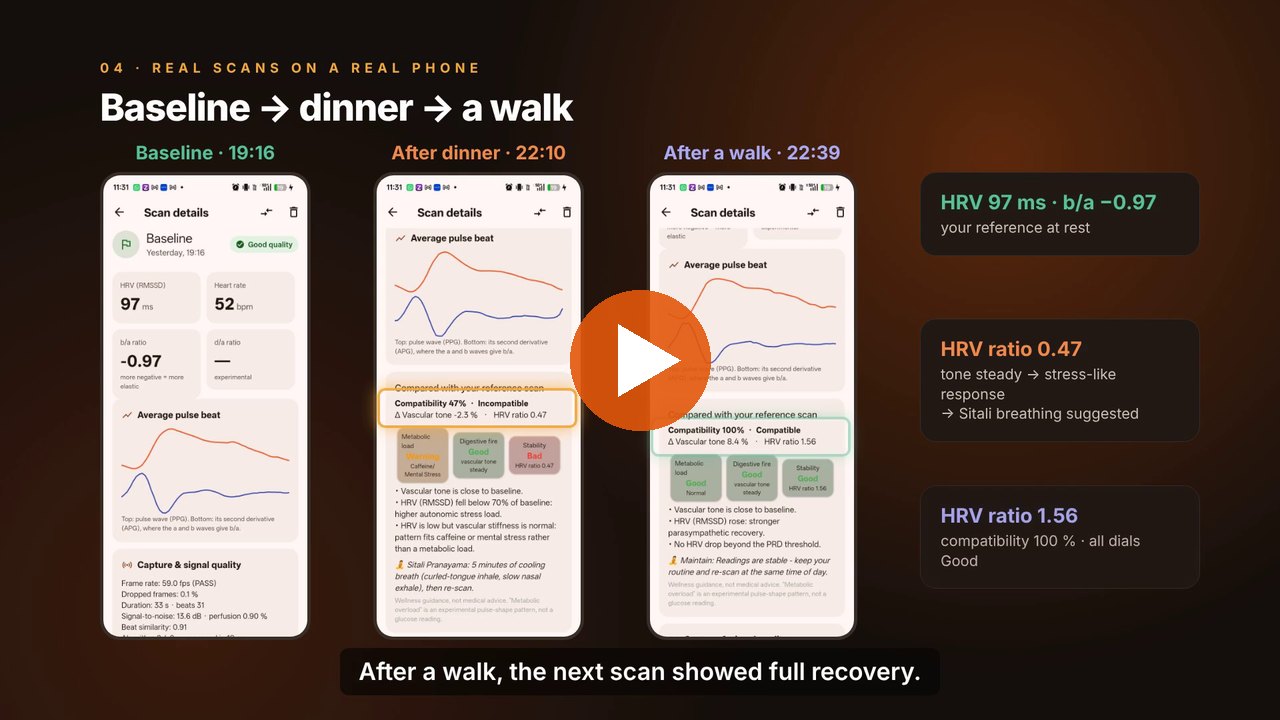 04 · REAL SCANS ON A REAL PHONE
Baseline → dinner → a walk
Baseline · 19:16
11:31
Scan details
Baseline
Yesterday, 19:16
Good quality
HRV (RMSSD)
97 ms
Heart rate
52 bpm
b/a ratio
-0.97
more negative = more
elastic
d/a ratio
—
experimental
Average pulse beat
Top: pulse wave (PPG). Bottom: its second derivative
(APG), where the a and b waves give b/a.
Capture & signal quality
Frame rate: 59.0 fps (PASS)
Dropped frames: 0.1 %
Duration: 33 s · beats 31
Signal-to-noise: 13.6 dB · perfusion 0.90 %
Beat similarity: 0.91
After dinner · 22:10
11:31
Scan details
Average pulse beat
Top: pulse wave (PPG). Bottom: its second derivative
(APG), where the a and b waves give b/a.
Compared with your reference scan
Compatibility 47% · Incompatible
Δ Vascular tone -2.3 % · HRV ratio 0.47
Metabolic
load
Warning
Caffeine/
Mental Stress
Digestive fire
Good
vascular tone
steady
Stability
Bad
HRV ratio 0.47
• Vascular tone is close to baseline.
• HRV (RMSSD) fell below 70% of baseline:
higher autonomic stress load.
• HRV is low but vascular stiffness is normal:
pattern fits caffeine or mental stress rather
than a metabolic load.
🧘 Sitali Pranayama: 5 minutes of cooling
breath (curled-tongue inhale, slow nasal
exhale), then re-scan.
Wellness guidance, not medical advice. "Metabolic
overload" is an experimental pulse-shape pattern, not a
glucose reading.
After a walk · 22:39
11:31
Scan details
elastic
Average pulse beat
pulse wave (PPG). Bottom: its second derivative
the a and b waves give b/a.
Compared with your reference scan
Compatibility 100% · Compatible
Δ Vascular tone 8.4 % · HRV ratio 1.56
Metabolic
load
Good
Normal
Digestive fire
Good
vascular tone
steady
Stability
Good
HRV ratio 1.56
• Vascular tone is close to baseline.
• HRV (RMSSD) rose: stronger
parasympathetic recovery.
• No HRV drop beyond the PRD threshold.
🧘 Maintain: Readings are stable - keep your
routine and re-scan at the same time of day.
Wellness guidance, not medical advice. "Metabolic
overload" is an experimental pulse-shape pattern, not a
glucose reading.
HRV 97 ms · b/a −0.97
your reference at rest
HRV ratio 0.47
tone steady → stress-like
response
→ Sitali breathing suggested
HRV ratio 1.56
compatibility 100 % · all dials
Good
After a walk, the next scan showed full recovery.